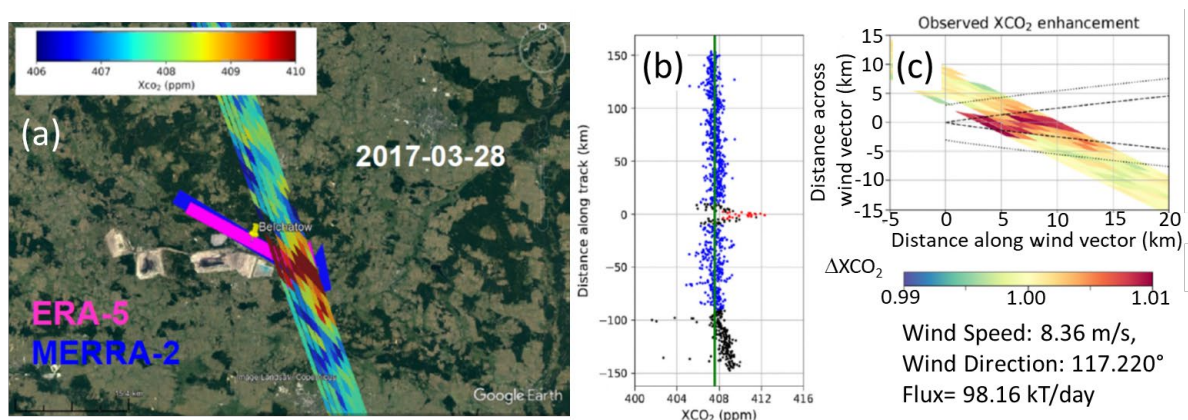 406 407 408 409 410
Xco₂ (ppm)
(a)
2017-03-28
Belchatow
ERA-5
MERRA-2
Google Earth
(b)
Distance along track (km)
150
100
50
0
−50
−100
−150
400 404 408 412 416
XCO₂ (ppm)
Observed XCO₂ enhancement
(c)
Distance across
wind vector (km)
15
10
5
0
-5
-10
-15
-5 0 5 10 15 20
Distance along wind vector (km)
ΔXCO₂
0.99 1.00 1.01
Wind Speed: 8.36 m/s,
Wind Direction: 117.220°
Flux= 98.16 kT/day